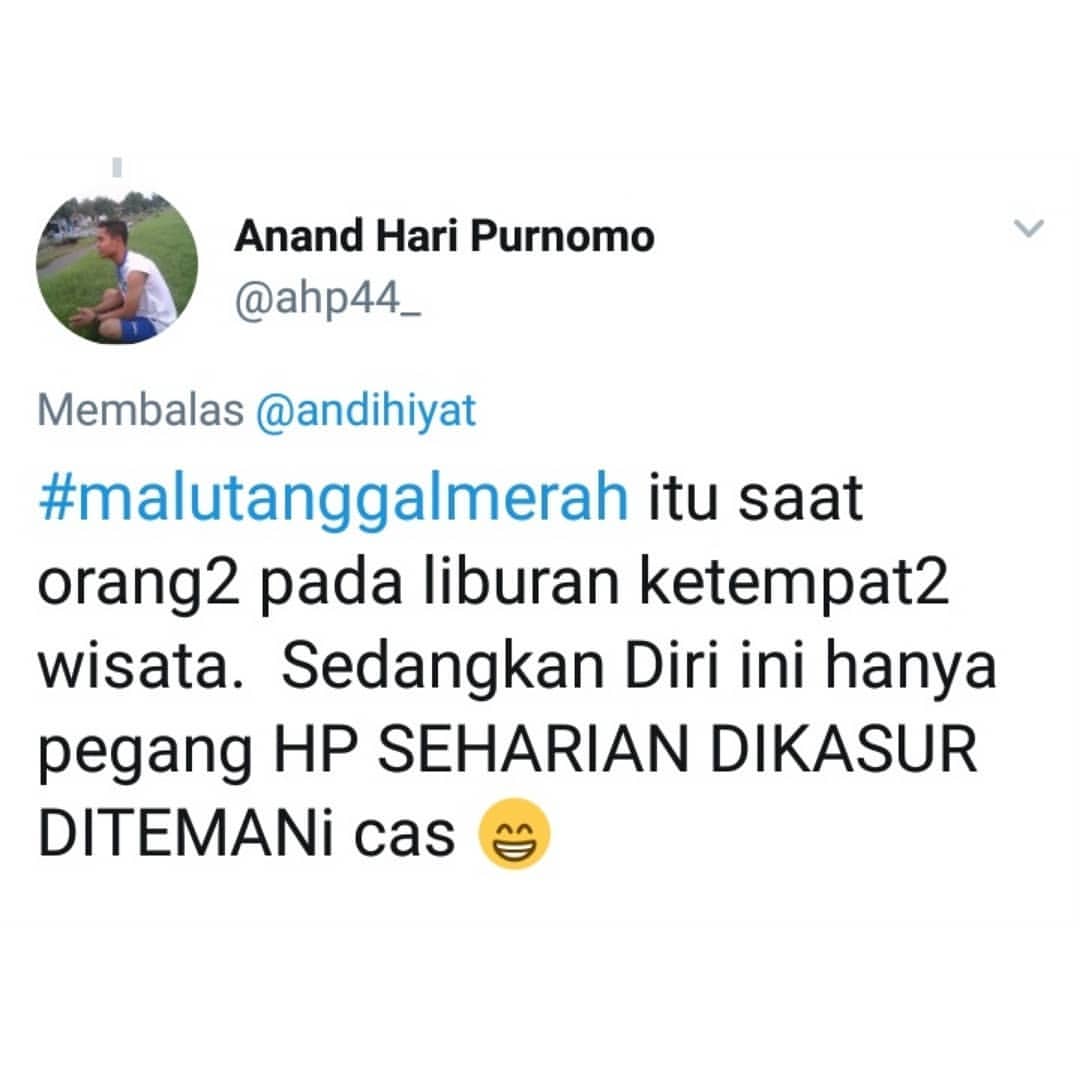 Anand Hari Purnomo
@ahp44_
Membalas @andihiyat
#malutanggalmerah itu saat
orang2 pada liburan ketempat2
wisata.  Sedangkan Diri ini hanya
pegang HP SEHARIAN DIKASUR
DITEMANi cas 😁